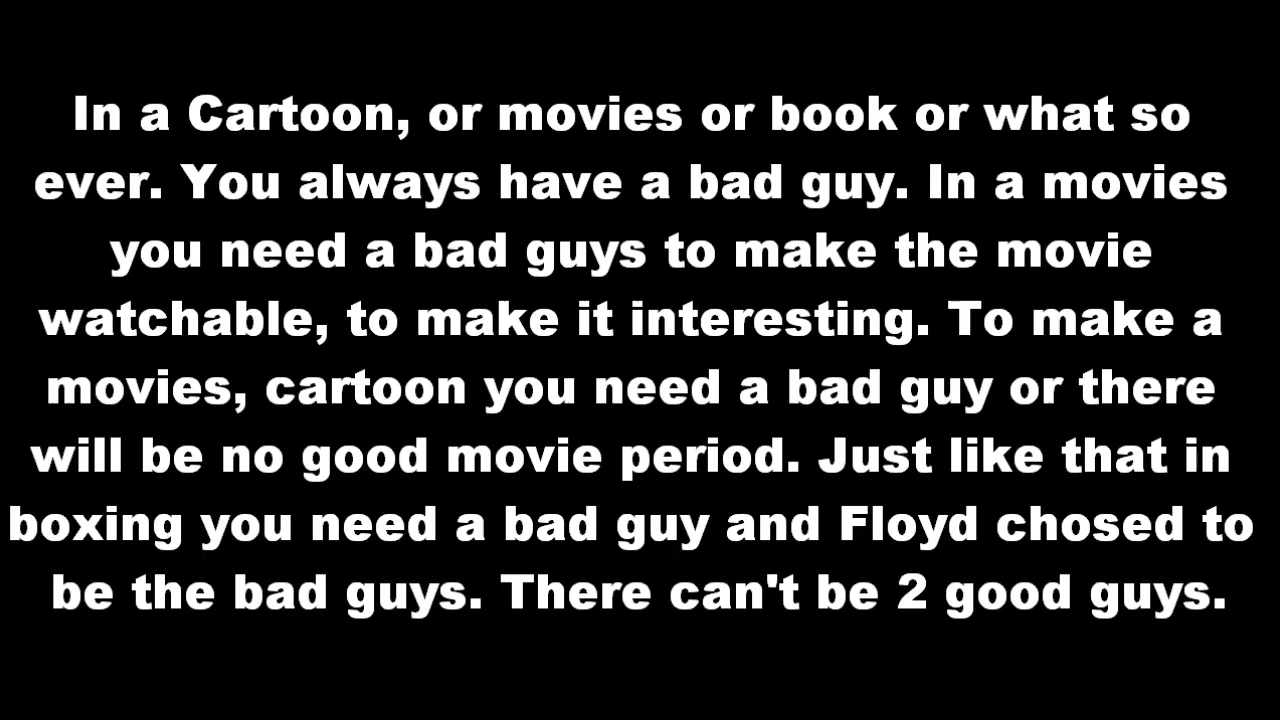 In a Cartoon, or movies or book or what so
ever. You always have a bad guy. In a movies
you need a bad guys to make the movie
watchable, to make it interesting. To make a
movies, cartoon you need a bad guy or there
will be no good movie period. Just like that in
boxing you need a bad guy and Floyd chosed to
be the bad guys. There can't be 2 good guys.